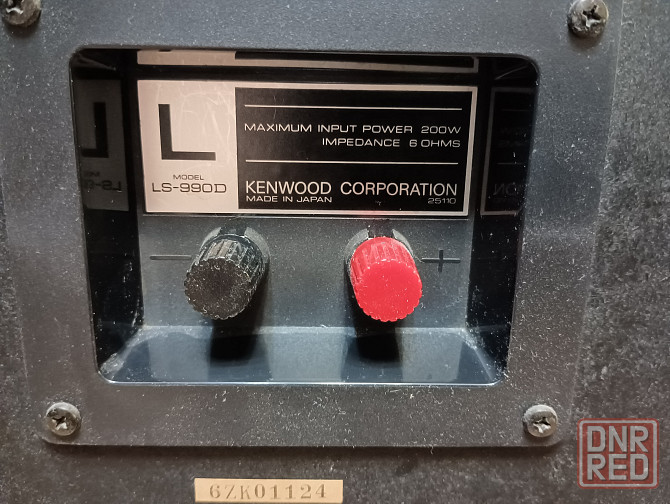 L
MODEL
LS-990D
MAXIMUM INPUT POWER 200W
IMPEDANCE 6 OHMS
KENWOOD CORPORATION
MADE IN JAPAN 25110
− +
6ZK01124
DNR
RED